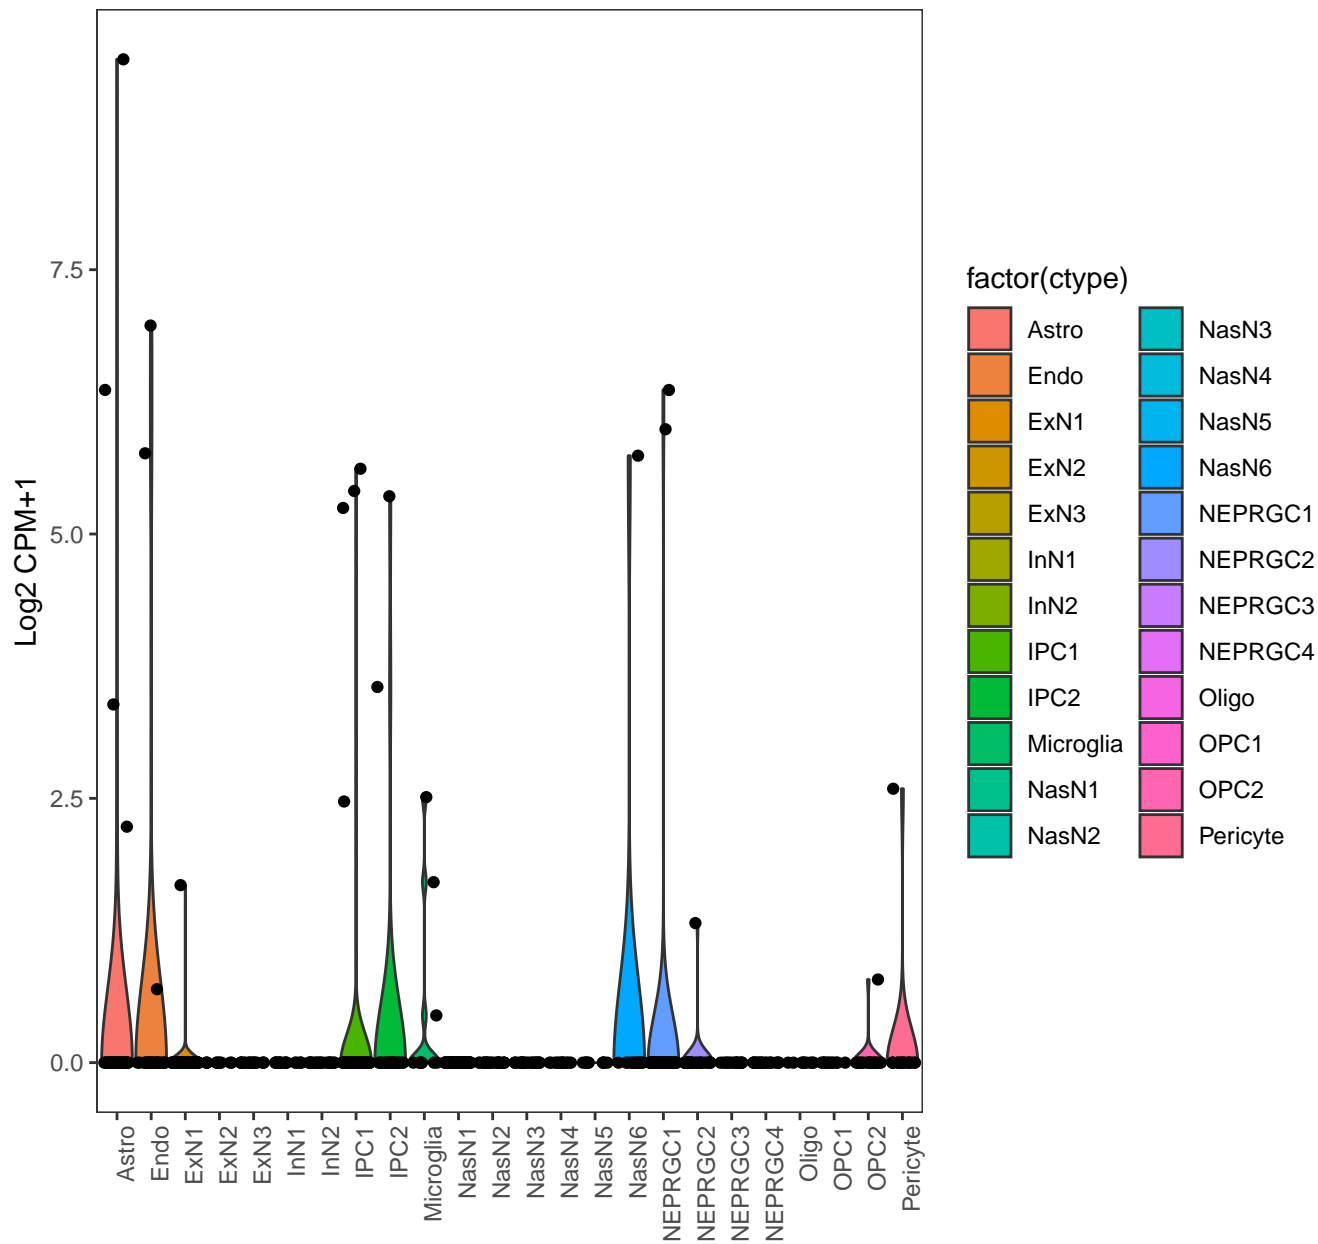 Log2 CPM+1
7.5
5.0
2.5
0.0
Astro
Endo
ExN1
ExN2
ExN3
InN1
InN2
IPC1
IPC2
Microglia
NasN1
NasN2
NasN3
NasN4
NasN5
NasN6
NEPRGC1
NEPRGC2
NEPRGC3
NEPRGC4
Oligo
OPC1
OPC2
Pericyte
factor(ctype)
Astro
Endo
ExN1
ExN2
ExN3
InN1
InN2
IPC1
IPC2
Microglia
NasN1
NasN2
NasN3
NasN4
NasN5
NasN6
NEPRGC1
NEPRGC2
NEPRGC3
NEPRGC4
Oligo
OPC1
OPC2
Pericyte